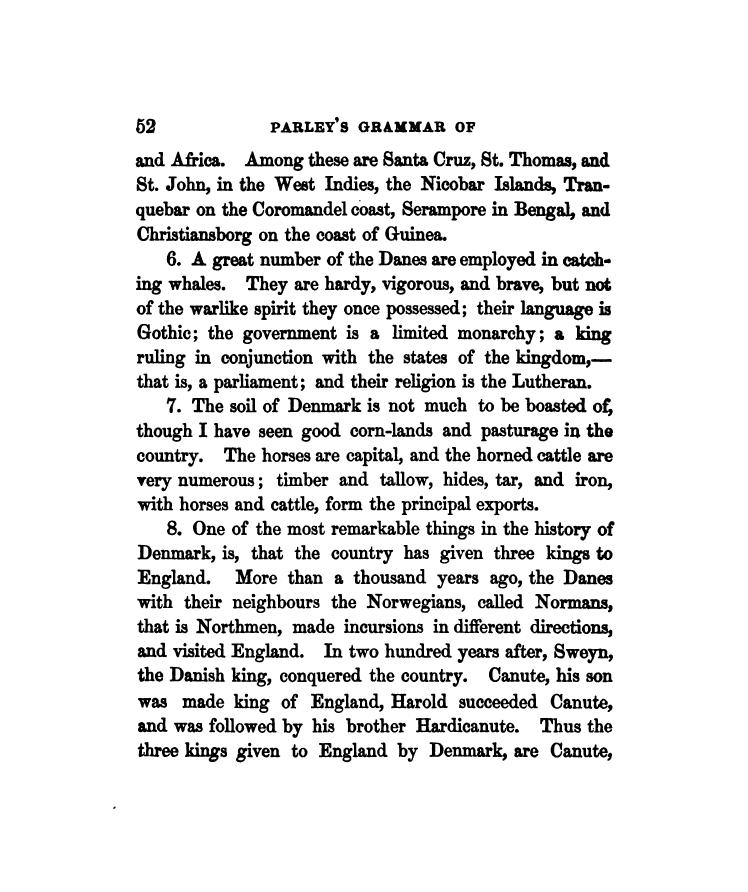 52 PARLEY'S GRAMMAR OF
and Africa. Among these are Santa Cruz, St. Thomas, and
St. John, in the West Indies, the Nicobar Islands, Tran-
quebar on the Coromandel coast, Serampore in Bengal, and
Christiansborg on the coast of Guinea.
6. A great number of the Danes are employed in catch-
ing whales. They are hardy, vigorous, and brave, but not
of the warlike spirit they once possessed; their language is
Gothic; the government is a limited monarchy; a king
ruling in conjunction with the states of the kingdom,—
that is, a parliament; and their religion is the Lutheran.
7. The soil of Denmark is not much to be boasted of,
though I have seen good corn-lands and pasturage in the
country. The horses are capital, and the horned cattle are
very numerous; timber and tallow, hides, tar, and iron,
with horses and cattle, form the principal exports.
8. One of the most remarkable things in the history of
Denmark, is, that the country has given three kings to
England. More than a thousand years ago, the Danes
with their neighbours the Norwegians, called Normans,
that is Northmen, made incursions in different directions,
and visited England. In two hundred years after, Sweyn,
the Danish king, conquered the country. Canute, his son
was made king of England, Harold succeeded Canute,
and was followed by his brother Hardicanute. Thus the
three kings given to England by Denmark, are Canute,